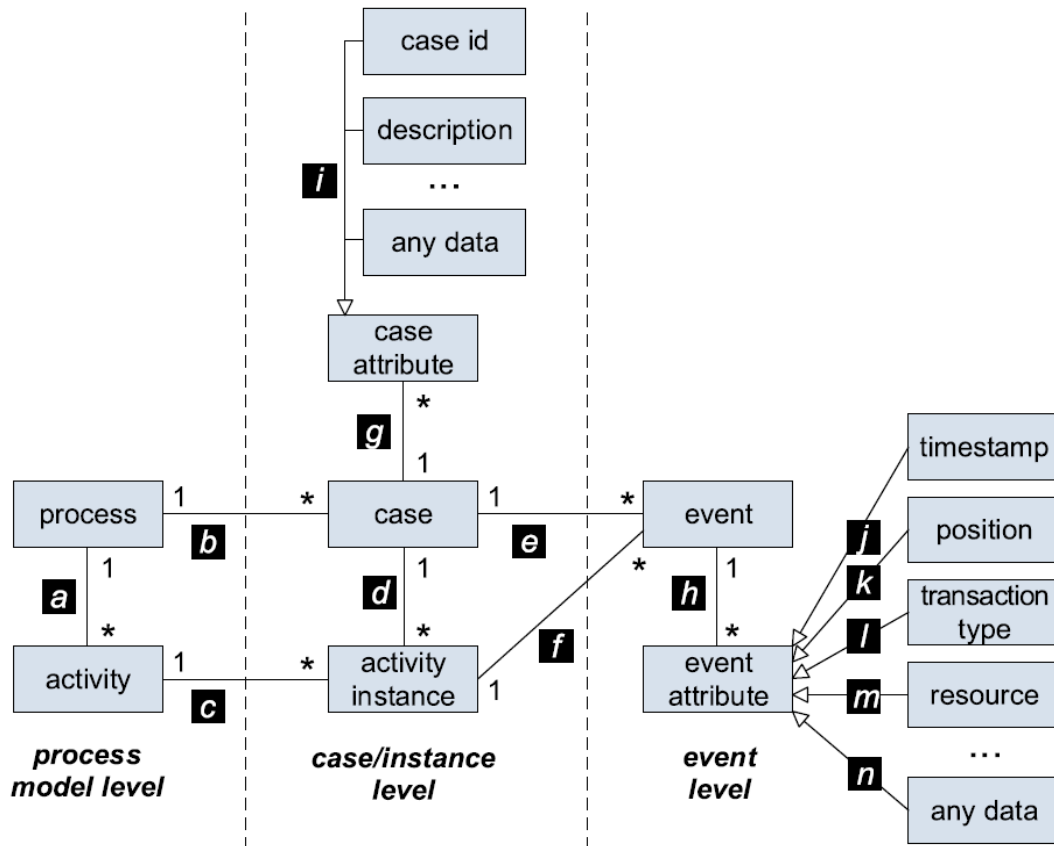 case id
description
...
i
any data
case
attribute
*
g
1
timestamp
process
1
*
case
1
*
event
j
position
b
e
k
1
1
*
1
a
d
f
h
l
transaction
type
*
*
*
activity
1
*
activity
instance
1
event
attribute
m
resource
c
...
process
model level
case/instance
level
event
level
n
any data